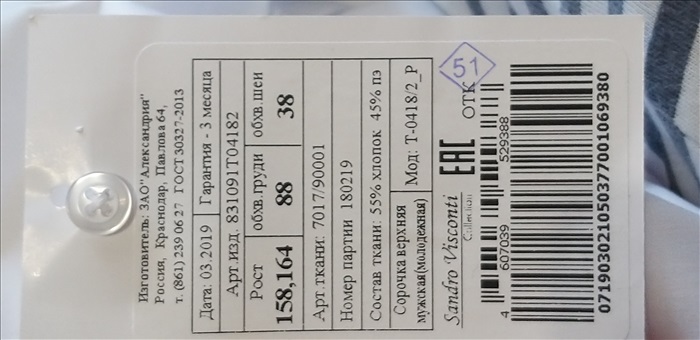 Изготовитель: ЗАО"Александрия"
Россия, Краснодар, Павлова 64,
т. (861) 239 06 27 ГОСТ 30327-2013
Дата: 03.2019 Гарантия - 3 месяца
Арт.изд. 831091Т04182
Рост обхв.груди обхв.шеи
158,164 88 38
Арт.ткани: 7017/90001
Номер партии 180219
Состав ткани: 55% хлопок 45% пэ
Сорочка верхняя
мужская(молодежная)
Мод: Т-0418/2_Р
Sandro Visconti
Collection
ЕАС
ОТК
51
4 607039 529388
071903021050377001069380